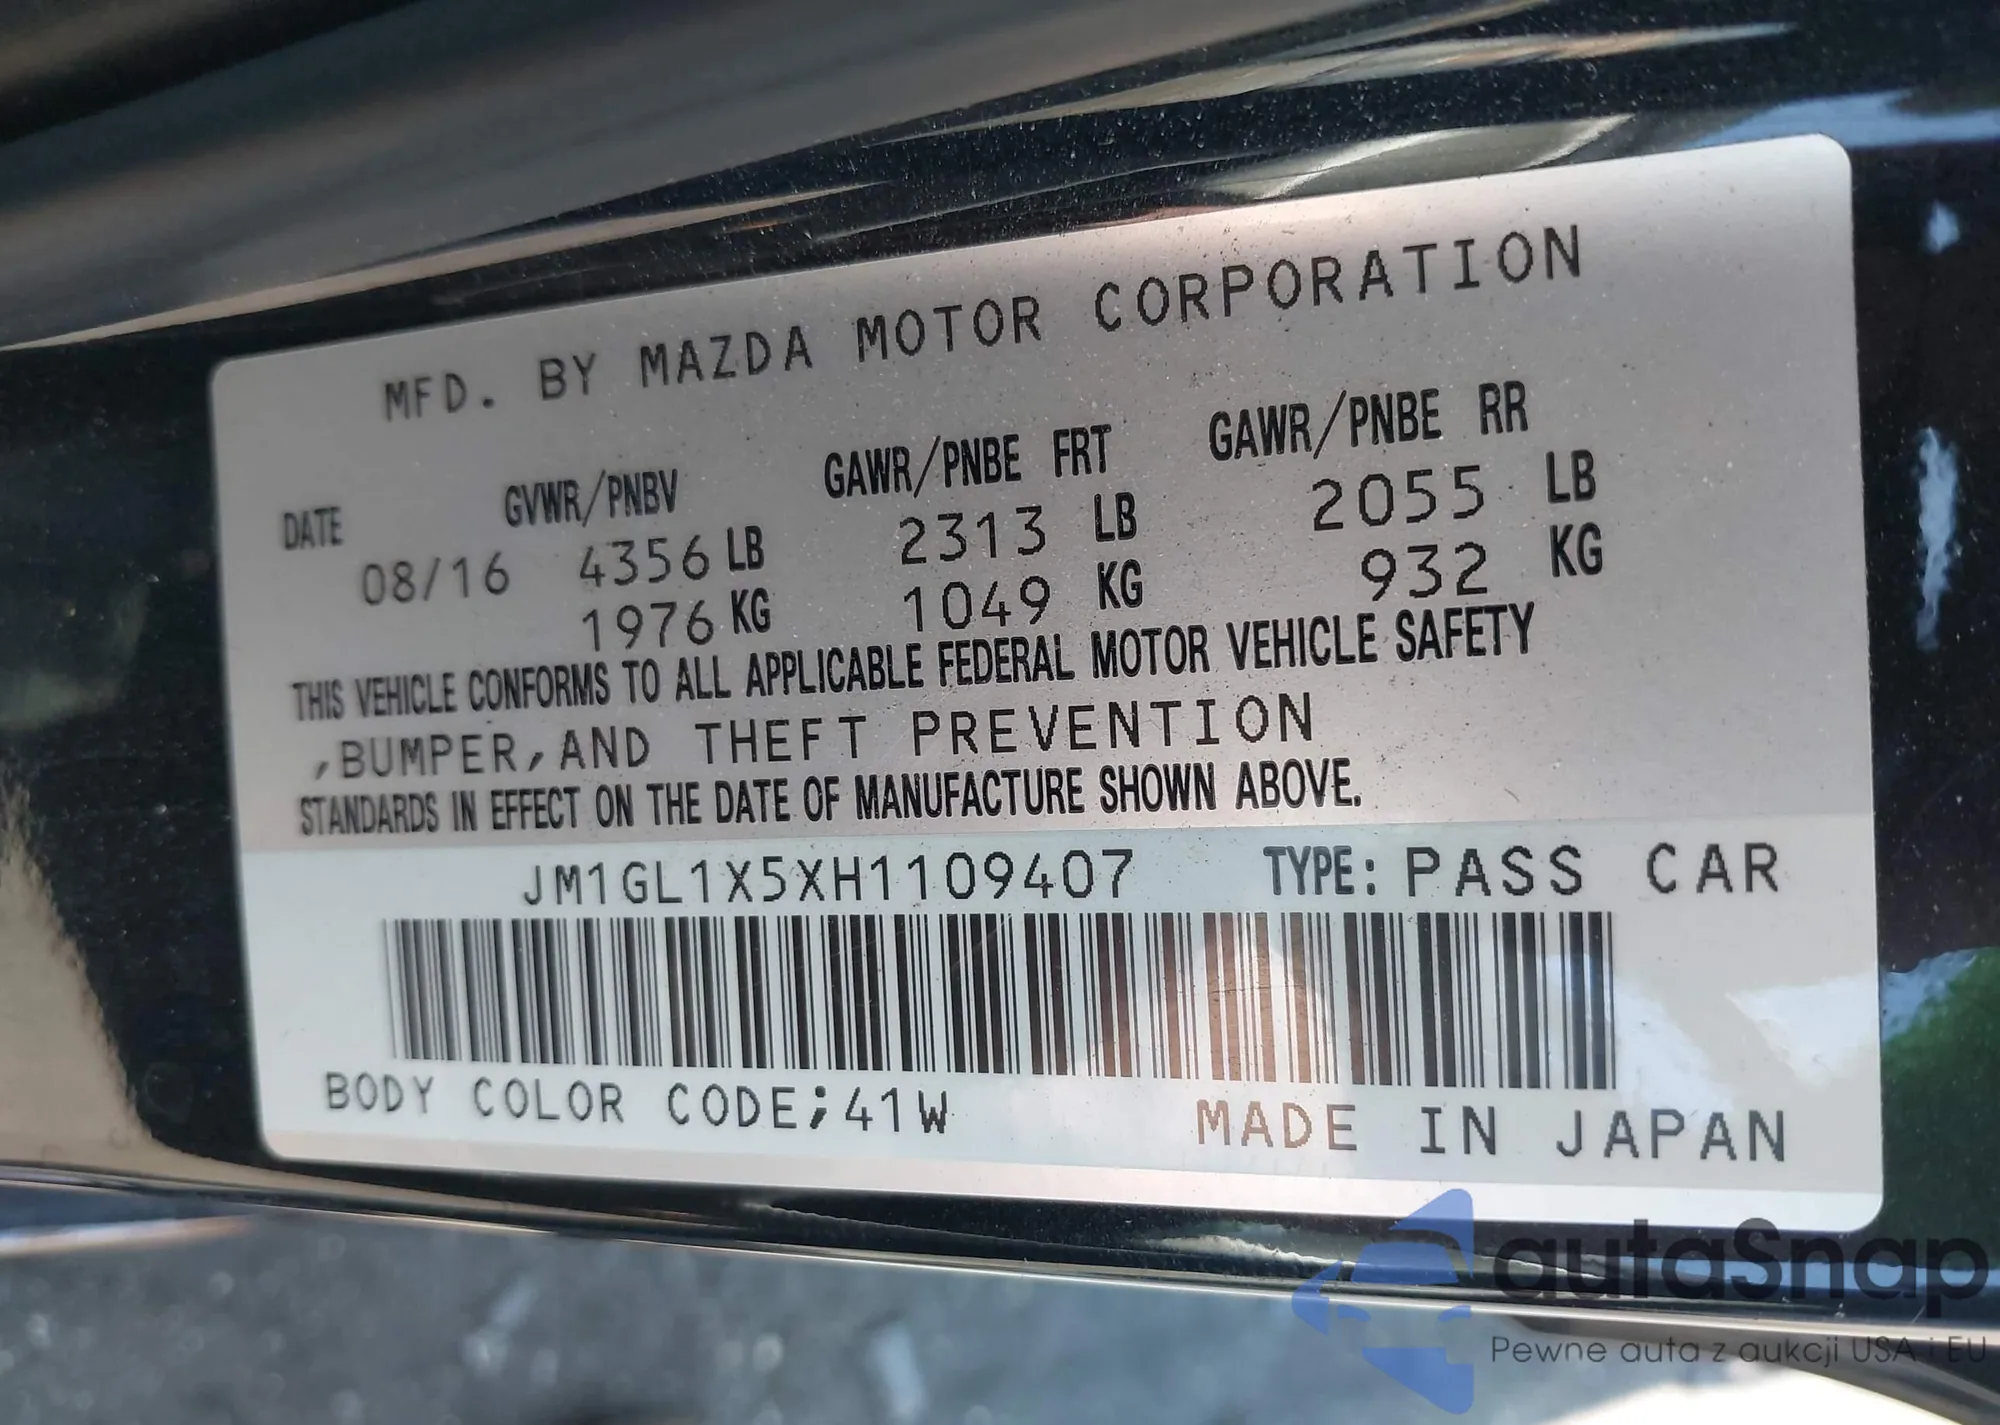 MFD. BY MAZDA MOTOR CORPORATION
DATE GVWR/PNBV GAWR/PNBE FRT GAWR/PNBE RR
08/16 4356 LB 2313 LB 2055 LB
1976 KG 1049 KG 932 KG
THIS VEHICLE CONFORMS TO ALL APPLICABLE FEDERAL MOTOR VEHICLE SAFETY
,BUMPER,AND THEFT PREVENTION
STANDARDS IN EFFECT ON THE DATE OF MANUFACTURE SHOWN ABOVE.
JM1GL1X5XH1109407 TYPE: PASS CAR
BODY COLOR CODE;41W MADE IN JAPAN
autaSnap
Pewne auta z aukcji USA i EU